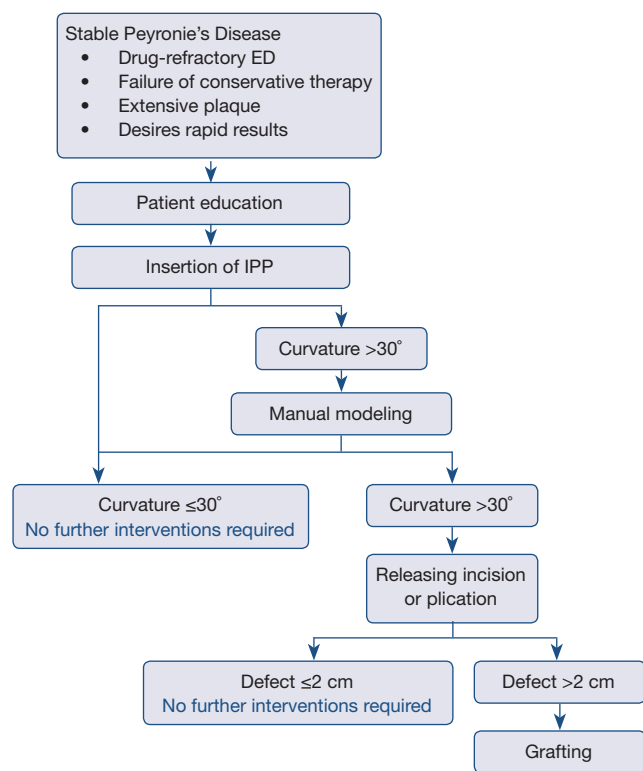 Stable Peyronie's Disease
• Drug-refractory ED
• Failure of conservative therapy
• Extensive plaque
• Desires rapid results
Patient education
Insertion of IPP
Curvature >30˚
Manual modeling
Curvature ≤30˚
No further interventions required
Curvature >30˚
Releasing incision
or plication
Defect ≤2 cm
No further interventions required
Defect >2 cm
Grafting